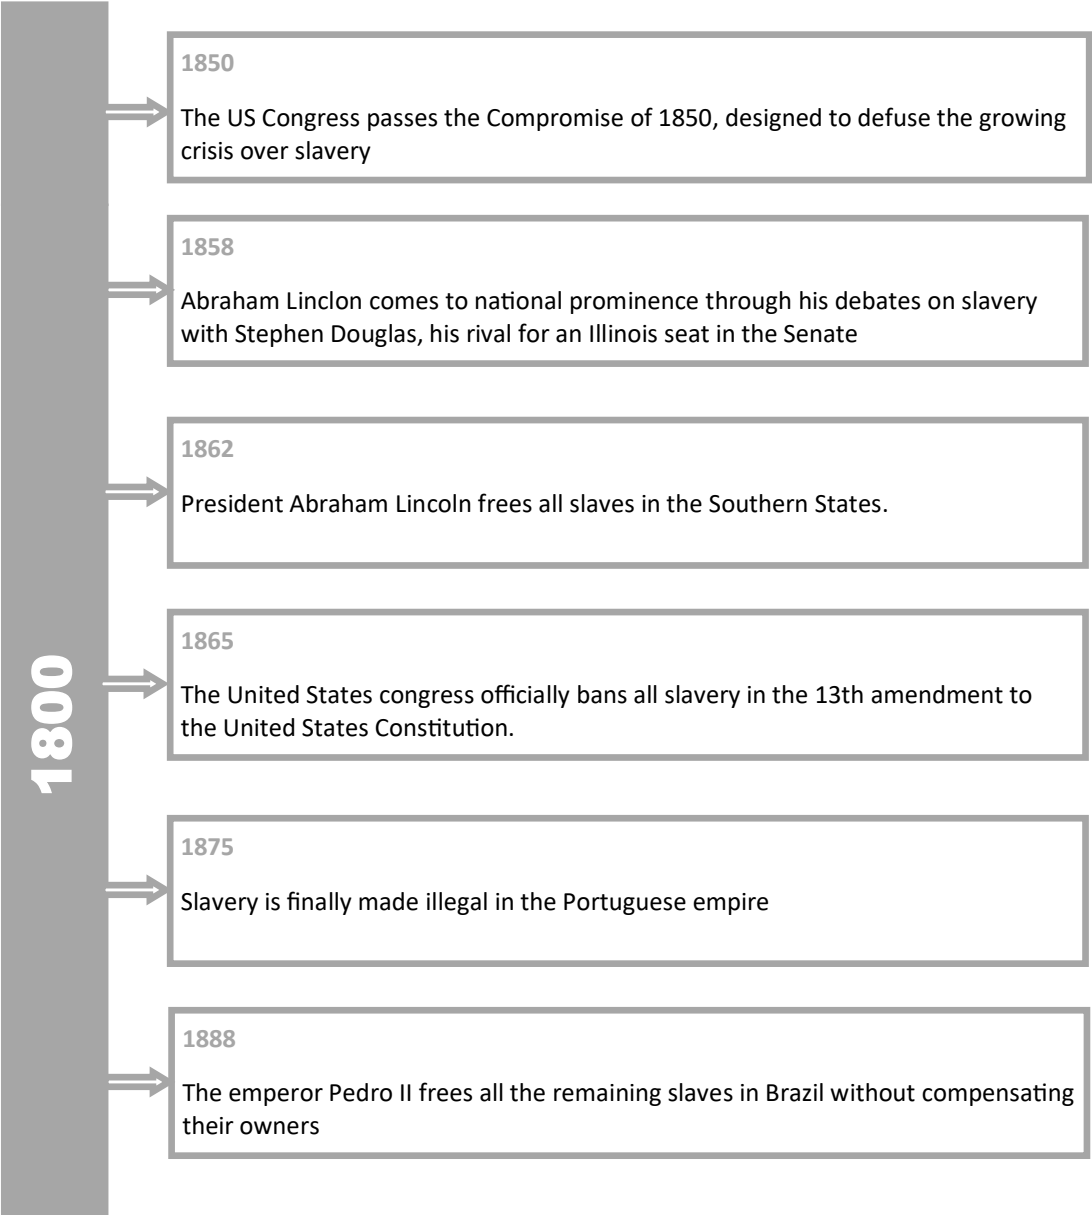 1850
The US Congress passes the Compromise of 1850, designed to defuse the growing
crisis over slavery
1858
Abraham Linclon comes to national prominence through his debates on slavery
with Stephen Douglas, his rival for an Illinois seat in the Senate
1862
President Abraham Lincoln frees all slaves in the Southern States.
1865
The United States congress officially bans all slavery in the 13th amendment to
the United States Constitution.
1800
1875
Slavery is finally made illegal in the Portuguese empire
1888
The emperor Pedro II frees all the remaining slaves in Brazil without compensating
their owners